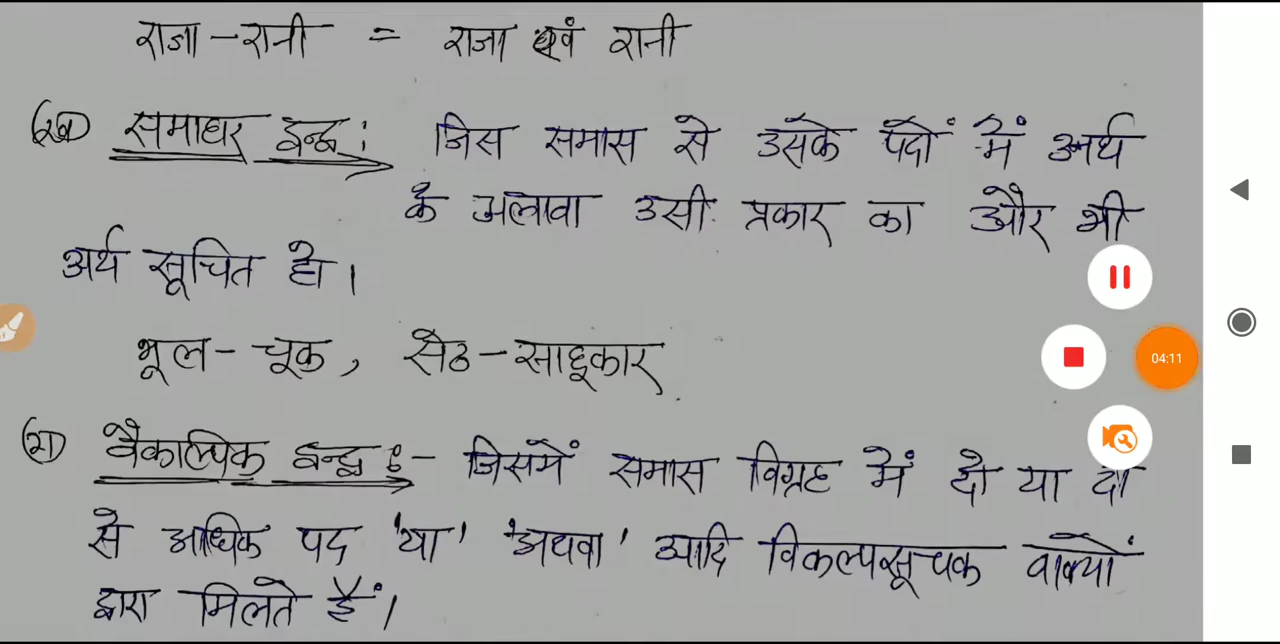 राजा - रानी = राजा एवं रानी
(ख) समाहार द्वन्द्व : जिस समास से उसके पदों में अर्थ
के अलावा उसी प्रकार का और भी
अर्थ सूचित हो।
भूल - चूक, सेठ - साहूकार
(ग) वैकाल्पिक द्वन्द्व :- जिसमें समास विग्रह में दो या दो
से अधिक पद 'या' 'अथवा' आदि विकल्पसूचक वाक्यों
द्वारा मिलते हैं।
04:11